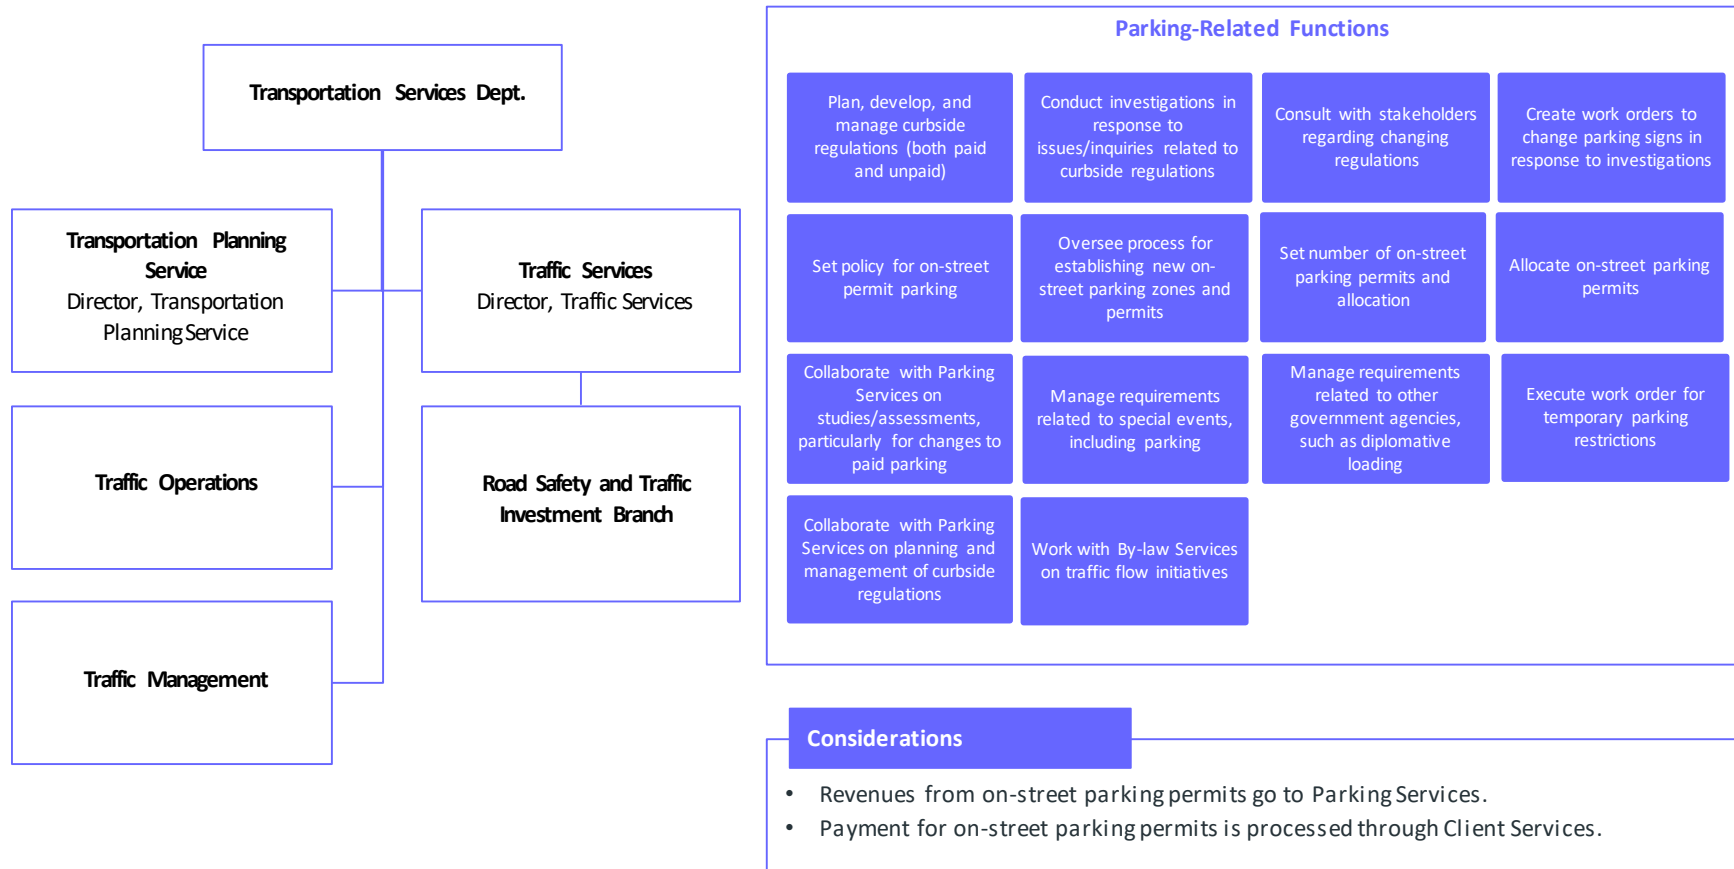 Transportation Services Dept.
Transportation Planning
Service
Director, Transportation
Planning Service
Traffic Services
Director, Traffic Services
Traffic Operations
Road Safety and Traffic
Investment Branch
Traffic Management
Parking-Related Functions
Plan, develop, and
manage curbside
regulations (both paid
and unpaid)
Conduct investigations in
response to
issues/inquiries related to
curbside regulations
Consult with stakeholders
regarding changing
regulations
Create work orders to
change parking signs in
response to investigations
Set policy for on-street
permit parking
Oversee process for
establishing new on-
street parking zones and
permits
Set number of on-street
parking permits and
allocation
Allocate on-street parking
permits
Collaborate with Parking
Services on
studies/assessments,
particularly for changes to
paid parking
Manage requirements
related to special events,
including parking
Manage requirements
related to other
government agencies,
such as diplomative
loading
Execute work order for
temporary parking
restrictions
Collaborate with Parking
Services on planning and
management of curbside
regulations
Work with By-law Services
on traffic flow initiatives
Considerations
• Revenues from on-street parking permits go to Parking Services.
• Payment for on-street parking permits is processed through Client Services.